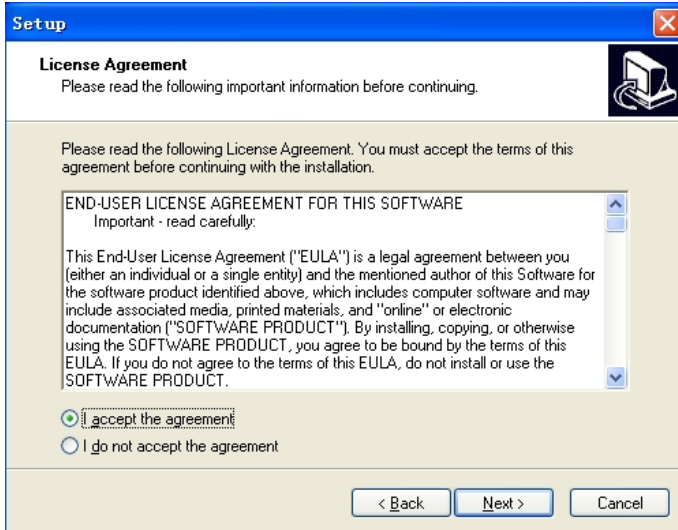 Setup
License Agreement
Please read the following important information before continuing.
Please read the following License Agreement. You must accept the terms of this
agreement before continuing with the installation.
END-USER LICENSE AGREEMENT FOR THIS SOFTWARE
Important - read carefully:
This End-User License Agreement ("EULA") is a legal agreement between you
(either an individual or a single entity) and the mentioned author of this Software for
the software product identified above, which includes computer software and may
include associated media, printed materials, and "online" or electronic
documentation ("SOFTWARE PRODUCT"). By installing, copying, or otherwise
using the SOFTWARE PRODUCT, you agree to be bound by the terms of this
EULA. If you do not agree to the terms of this EULA, do not install or use the
SOFTWARE PRODUCT.
I accept the agreement
I do not accept the agreement
< Back Next > Cancel